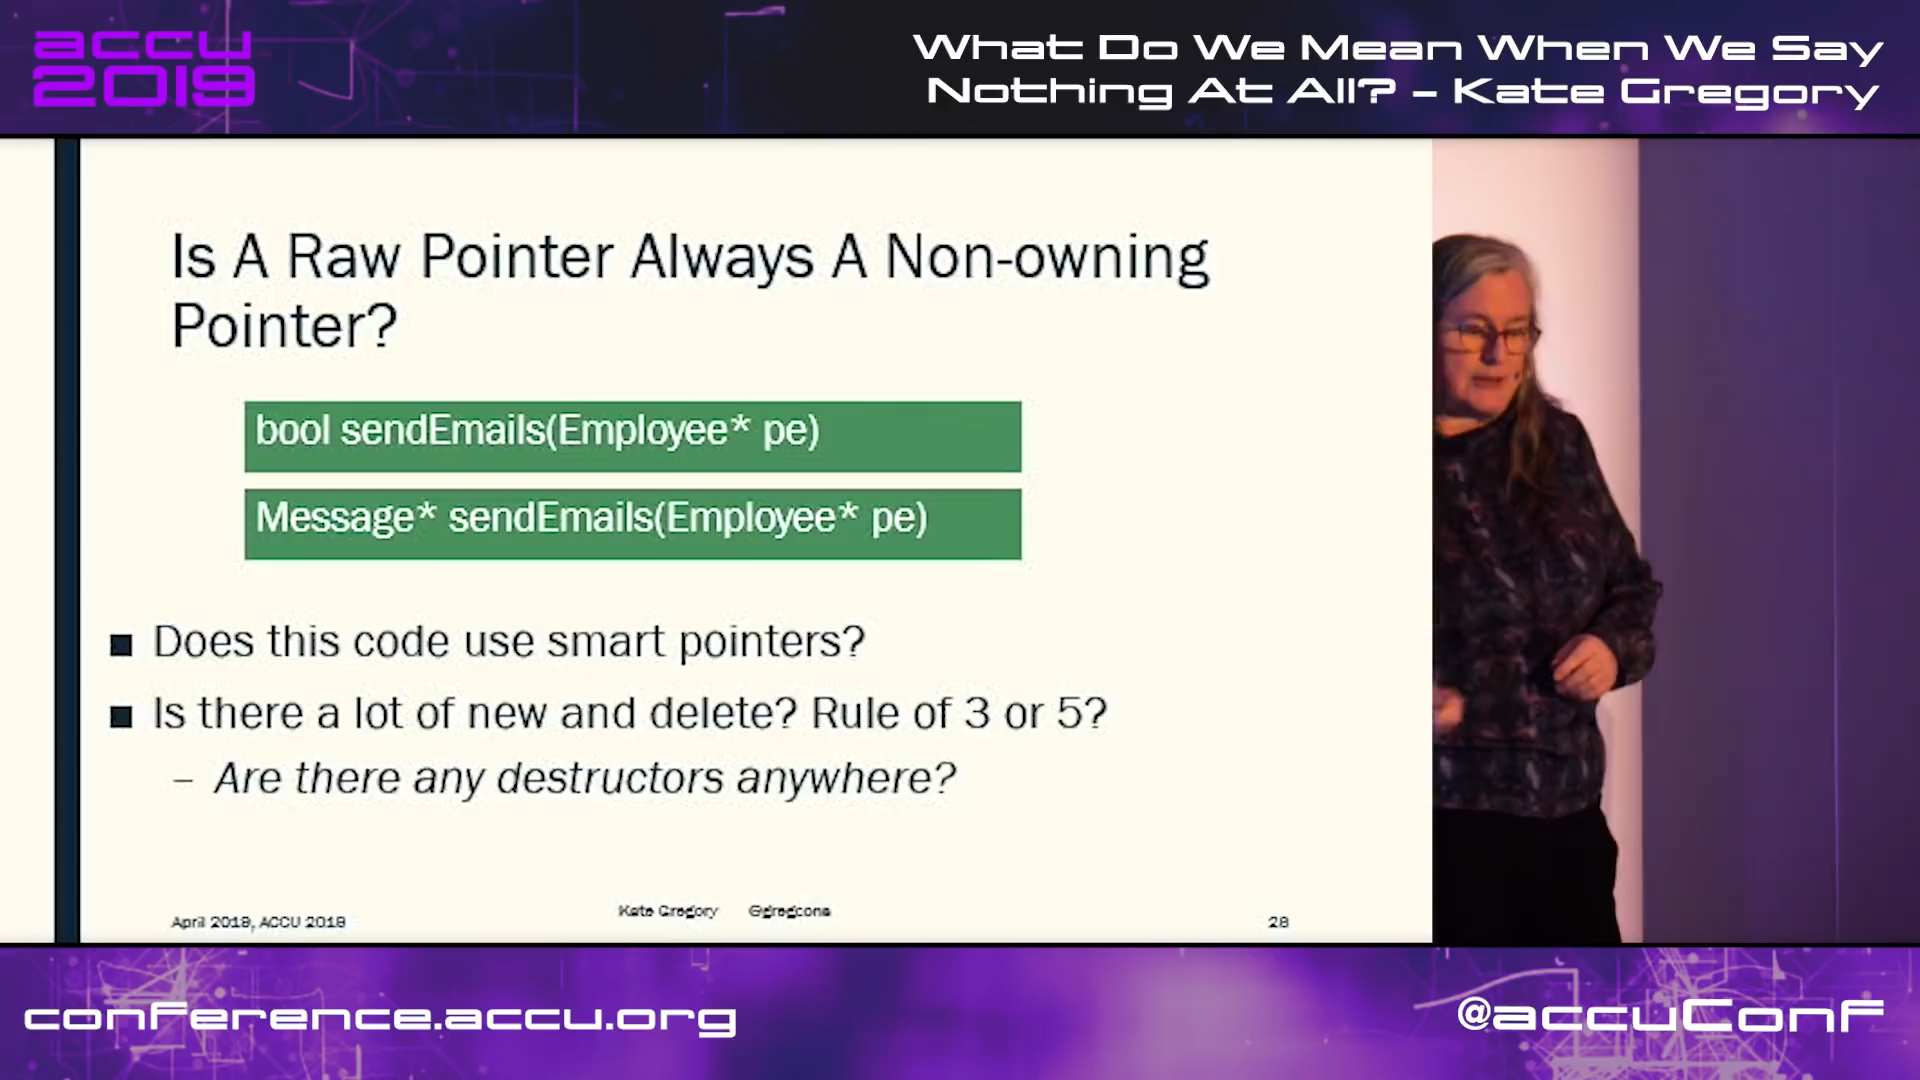 accu
2019
What Do We Mean When We Say
Nothing At All? – Kate Gregory
Is A Raw Pointer Always A Non-owning
Pointer?
bool sendEmails(Employee* pe)
Message* sendEmails(Employee* pe)
■ Does this code use smart pointers?
■ Is there a lot of new and delete? Rule of 3 or 5?
– Are there any destructors anywhere?
April 2019, ACCU 2019
Kate Gregory @gregcons
28
conference.accu.org
@accuConf